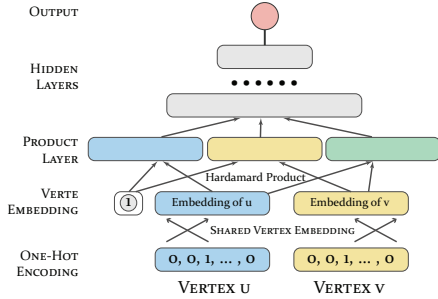 OUTPUT
HIDDEN
LAYERS
PRODUCT
LAYER
Hardamard Product
VERTE
EMBEDDING
1
Embedding of u
Embedding of v
SHARED VERTEX EMBEDDING
ONE-HOT
ENCODING
0, 0, 1, ... , 0
0, 0, 1, ... , 0
VERTEX U
VERTEX V